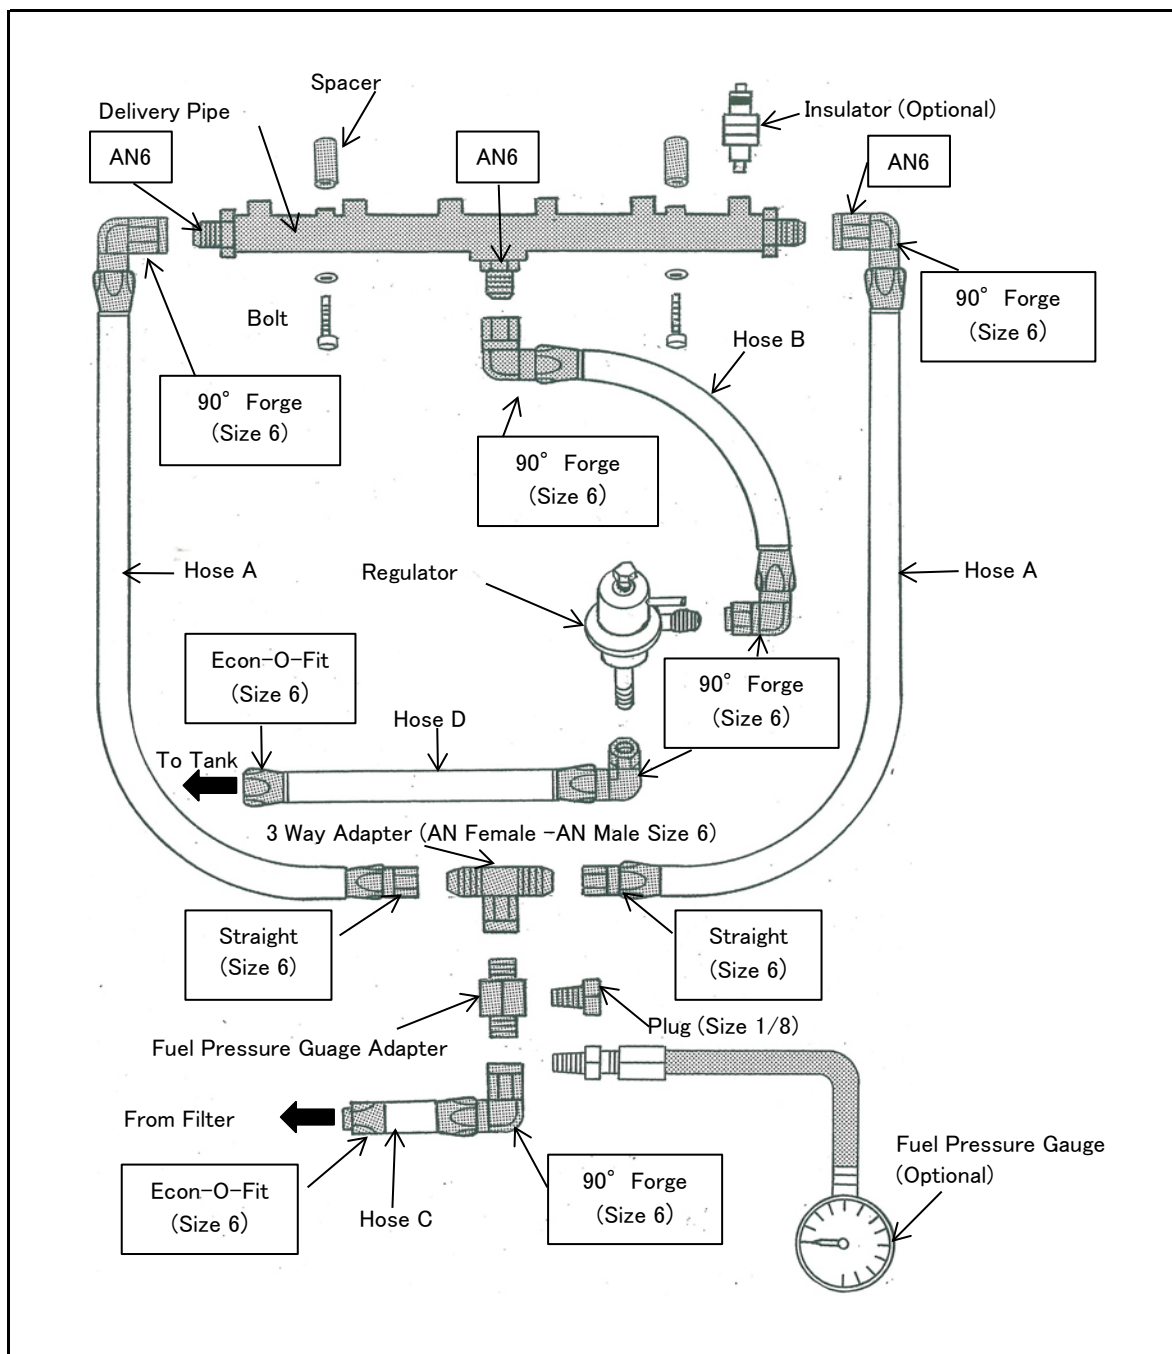 Spacer
Delivery Pipe
Insulator (Optional)
AN6
AN6
AN6
90° Forge
(Size 6)
Bolt
Hose B
90° Forge
(Size 6)
90° Forge
(Size 6)
Hose A
Regulator
Hose A
Econ-O-Fit
(Size 6)
90° Forge
(Size 6)
Hose D
To Tank
3 Way Adapter (AN Female -AN Male Size 6)
Straight
(Size 6)
Straight
(Size 6)
Plug (Size 1/8)
Fuel Pressure Guage Adapter
From Filter
Fuel Pressure Gauge
(Optional)
Econ-O-Fit
(Size 6)
Hose C
90° Forge
(Size 6)